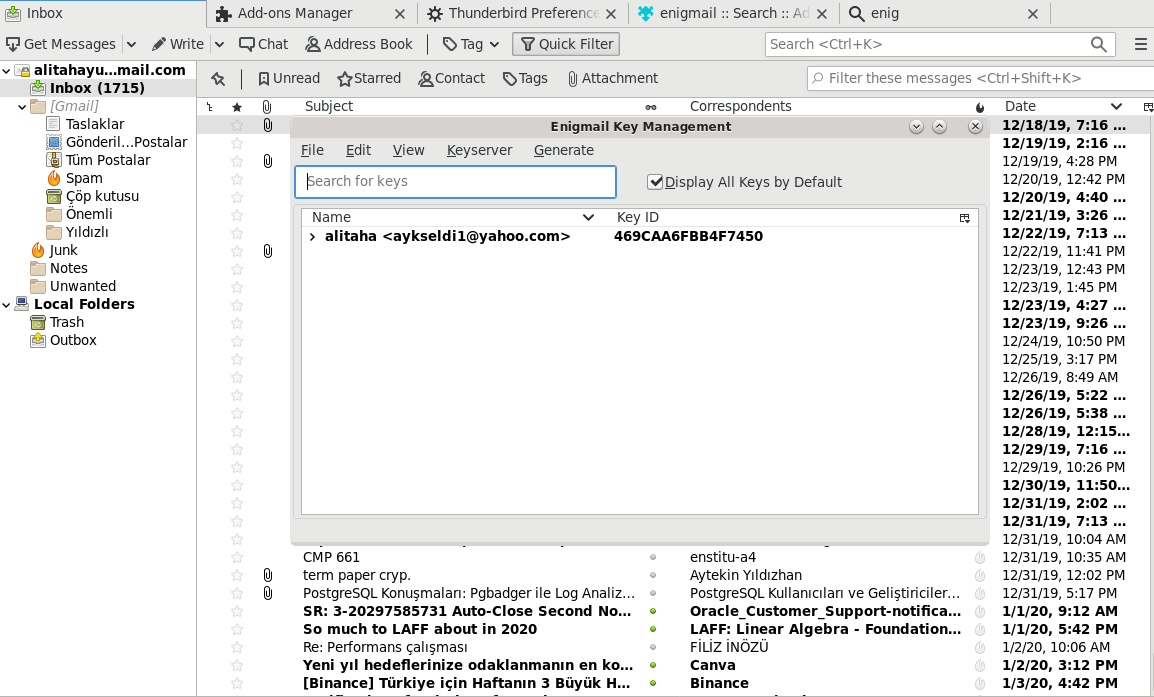 Inbox
Add-ons Manager
Thunderbird Preference
enigmail :: Search :: Ad
enig
Get Messages
Write
Chat
Address Book
Tag
Quick Filter
Search <Ctrl+K>
alitahayu...mail.com
Unread
Starred
Contact
Tags
Attachment
Filter these messages <Ctrl+Shift+K>
Inbox (1715)
[Gmail]
Taslaklar
Gönderil...Postalar
Tüm Postalar
Spam
Çöp kutusu
Önemli
Yıldızlı
Junk
Notes
Unwanted
Local Folders
Trash
Outbox
Subject
Correspondents
Date
Enigmail Key Management
File
Edit
View
Keyserver
Generate
Search for keys
Display All Keys by Default
Name
Key ID
alitaha <aykseldi1@yahoo.com>
469CAA6FBB4F7450
12/18/19, 7:16 ...
12/19/19, 2:16 ...
12/19/19, 4:28 PM
12/20/19, 12:42 PM
12/20/19, 4:40 ...
12/21/19, 3:26 ...
12/22/19, 7:13 ...
12/22/19, 11:41 PM
12/23/19, 12:43 PM
12/23/19, 1:45 PM
12/23/19, 4:27 ...
12/23/19, 9:26 ...
12/24/19, 10:50 PM
12/25/19, 3:17 PM
12/26/19, 8:49 AM
12/26/19, 5:22 ...
12/26/19, 5:38 ...
12/28/19, 12:15...
12/29/19, 7:16 ...
12/29/19, 10:26 PM
12/30/19, 11:50...
12/31/19, 2:02 ...
12/31/19, 7:13 ...
12/31/19, 10:04 AM
CMP 661
enstitu-a4
12/31/19, 10:35 AM
term paper cryp.
Aytekin Yıldızhan
12/31/19, 12:02 PM
PostgreSQL Konuşmaları: Pgbadger ile Log Analiz...
PostgreSQL Kullanıcıları ve Geliştiriciler...
12/31/19, 5:17 PM
SR: 3-20297585731 Auto-Close Second No...
Oracle_Customer_Support-notifica...
1/1/20, 9:12 AM
So much to LAFF about in 2020
LAFF: Linear Algebra - Foundation...
1/1/20, 5:42 PM
Re: Performans çalışması
FİLİZ İNÖZÜ
1/2/20, 10:06 AM
Yeni yıl hedeflerinize odaklanmanın en ko...
Canva
1/2/20, 3:12 PM
[Binance] Türkiye için Haftanın 3 Büyük H...
Binance
1/3/20, 4:42 PM